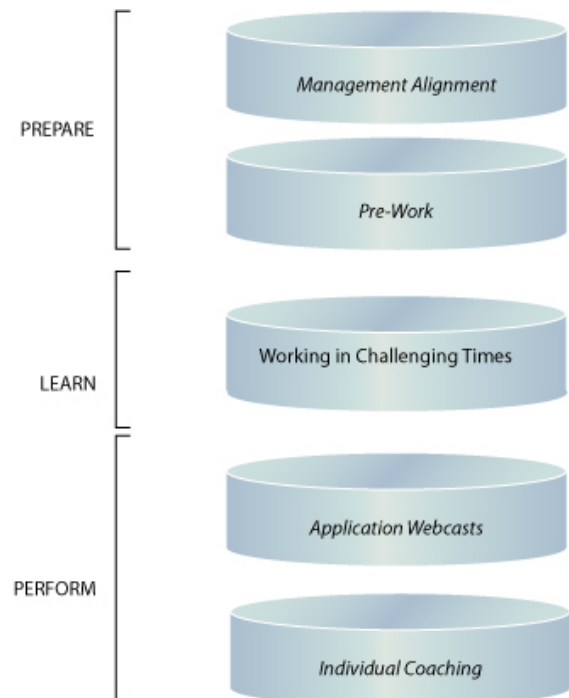 PREPARE
Management Alignment
Pre-Work
LEARN
Working in Challenging Times
PERFORM
Application Webcasts
Individual Coaching